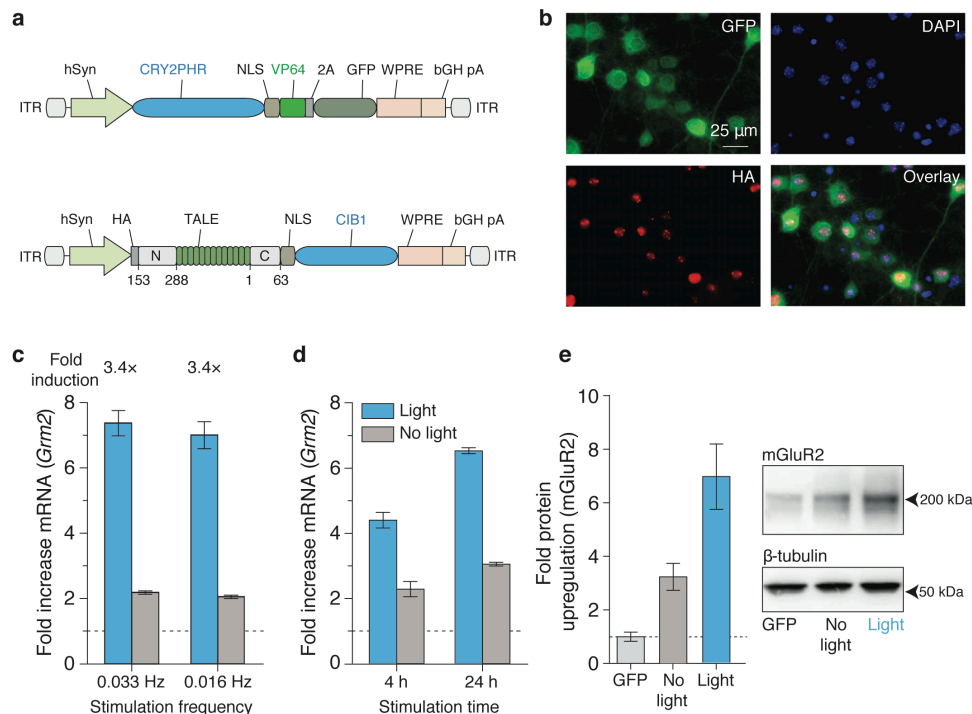 a
hSyn CRY2PHR NLS VP64 2A GFP WPRE bGH pA
ITR ITR
hSyn HA TALE NLS CIB1 WPRE bGH pA
ITR N C ITR
153 288 1 63
b
GFP DAPI
25 µm
HA Overlay
c
Fold induction
3.4× 3.4×
Fold increase mRNA (Grm2)
8
6
4
2
0
0.033 Hz 0.016 Hz
Stimulation frequency
d
Light
No light
Fold increase mRNA (Grm2)
8
6
4
2
0
4 h 24 h
Stimulation time
e
Fold protein
upregulation (mGluR2)
10
8
6
4
2
0
GFP No light Light
mGluR2
200 kDa
β-tubulin
50 kDa
GFP No light Light